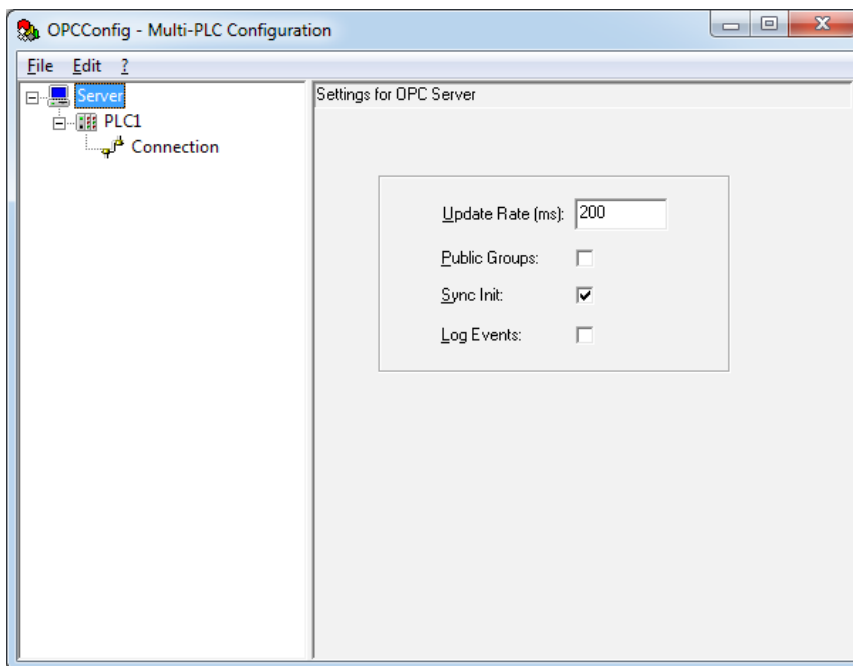 OPCConfig - Multi-PLC Configuration
File Edit ?
Server
PLC1
Connection
Settings for OPC Server
Update Rate (ms): 200
Public Groups:
Sync Init:
Log Events: